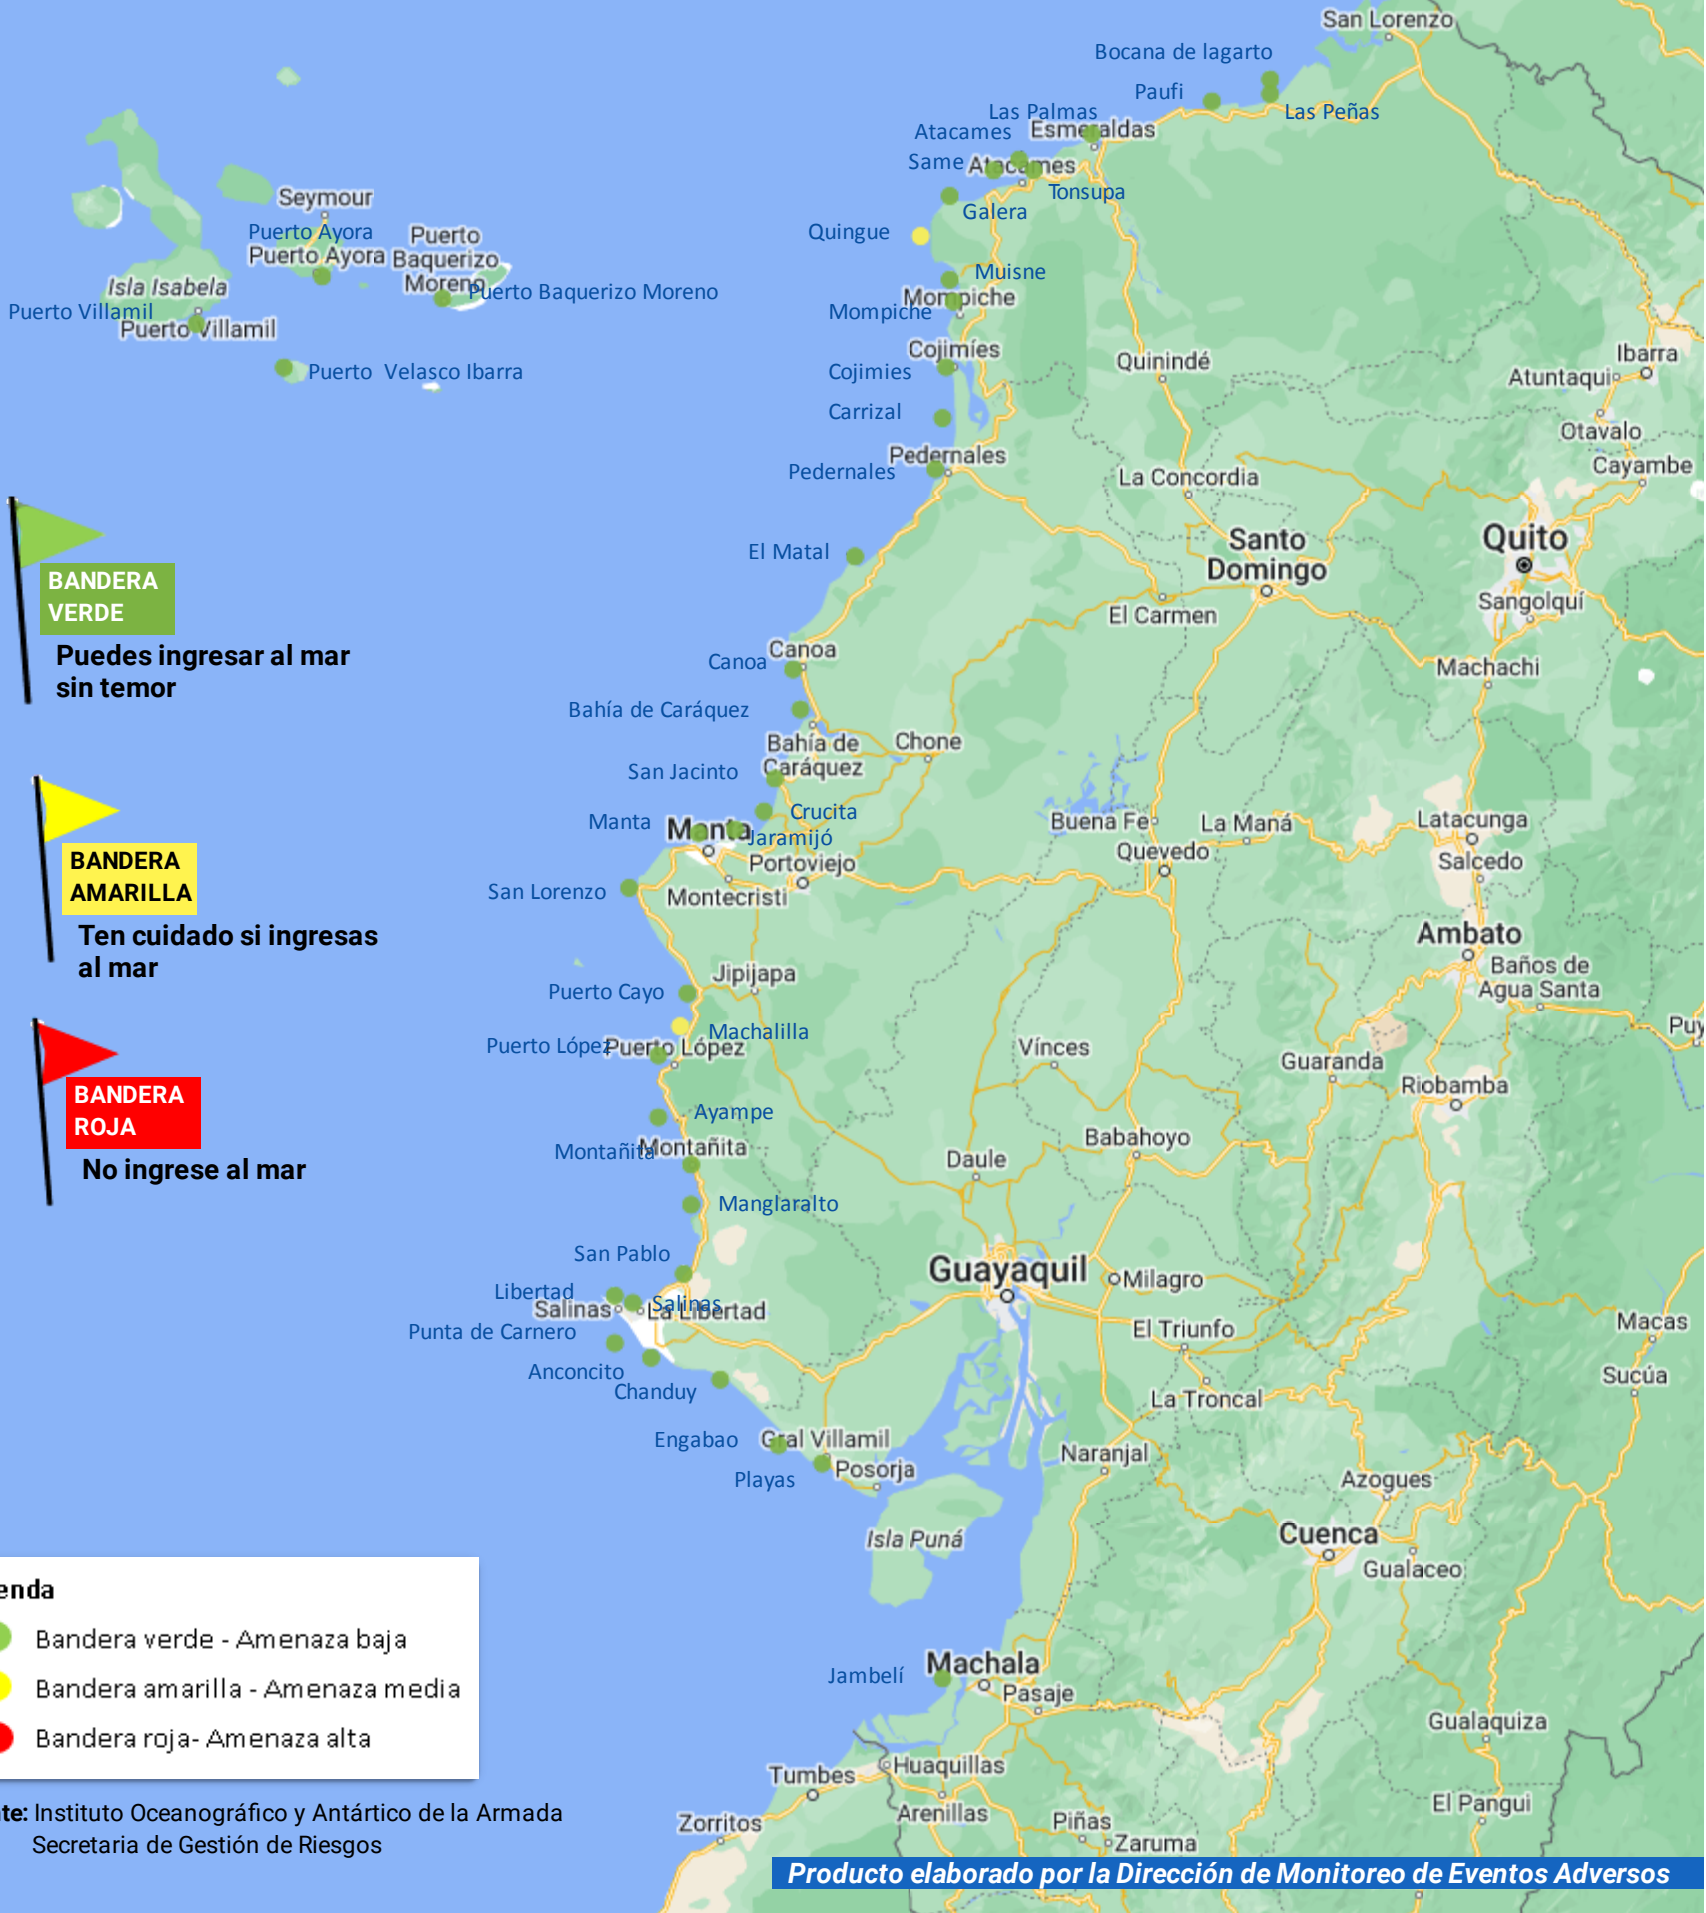 San Lorenzo
Bocana de lagarto
Paufi
Las Peñas
Las Palmas
Esmeraldas
Atacames
Same
Atacames
Tonsupa
Galera
Quingue
Muisne
Mompiche
Mompiche
Cojimíes
Cojimies
Carrizal
Pedernales
Pedernales
El Matal
Canoa
Canoa
Bahía de Caráquez
Bahía de
Caráquez
Chone
San Jacinto
Crucita
Manta
Manta
Jaramijó
Portoviejo
San Lorenzo
Montecristi
Jipijapa
Puerto Cayo
Machalilla
Puerto López
Puerto López
Ayampe
Montañita
Montañita
Manglaralto
San Pablo
Libertad
Salinas
Salinas
La Libertad
Punta de Carnero
Anconcito
Chanduy
Engabao
Gral Villamil
Playas
Posorja
Isla Puná
Jambelí
Machala
Pasaje
Huaquillas
Tumbes
Arenillas
Zorritos
Piñas
Zaruma
Seymour
Puerto Ayora
Puerto Ayora
Puerto
Baquerizo
Moreno
Puerto Baquerizo Moreno
Isla Isabela
Puerto Villamil
Puerto Villamil
Puerto Velasco Ibarra
Quinindé
Ibarra
Atuntaqui
Otavalo
Cayambe
La Concordia
Santo
Domingo
Quito
Sangolquí
El Carmen
Machachi
Buena Fe
La Maná
Latacunga
Quevedo
Salcedo
Ambato
Baños de
Agua Santa
Puy
Vínces
Guaranda
Riobamba
Babahoyo
Daule
Guayaquil
Milagro
El Triunfo
Macas
Sucúa
La Troncal
Naranjal
Azogues
Cuenca
Gualaceo
Gualaquiza
El Pangui
BANDERA
VERDE
Puedes ingresar al mar
sin temor
BANDERA
AMARILLA
Ten cuidado si ingresas
al mar
BANDERA
ROJA
No ingrese al mar
enda
Bandera verde - Amenaza baja
Bandera amarilla - Amenaza media
Bandera roja- Amenaza alta
te: Instituto Oceanográfico y Antártico de la Armada
Secretaria de Gestión de Riesgos
Producto elaborado por la Dirección de Monitoreo de Eventos Adversos